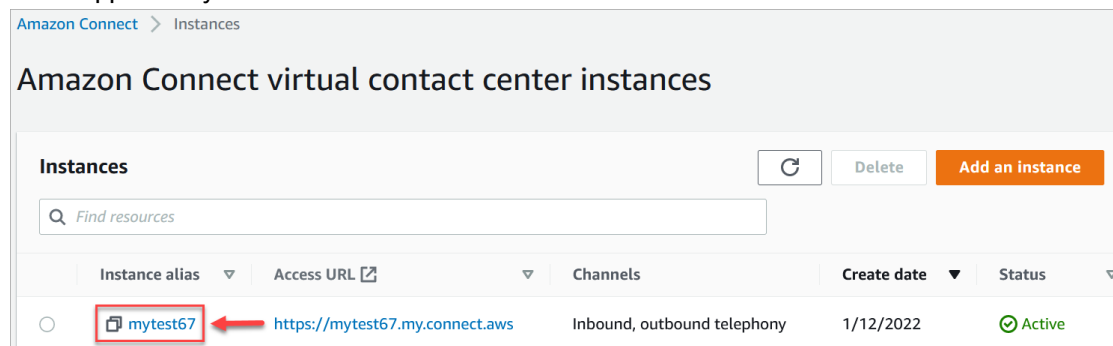 Amazon Connect > Instances
Amazon Connect virtual contact center instances
Instances
Delete
Add an instance
Find resources
Instance alias
Access URL
Channels
Create date
Status
mytest67
https://mytest67.my.connect.aws
Inbound, outbound telephony
1/12/2022
Active